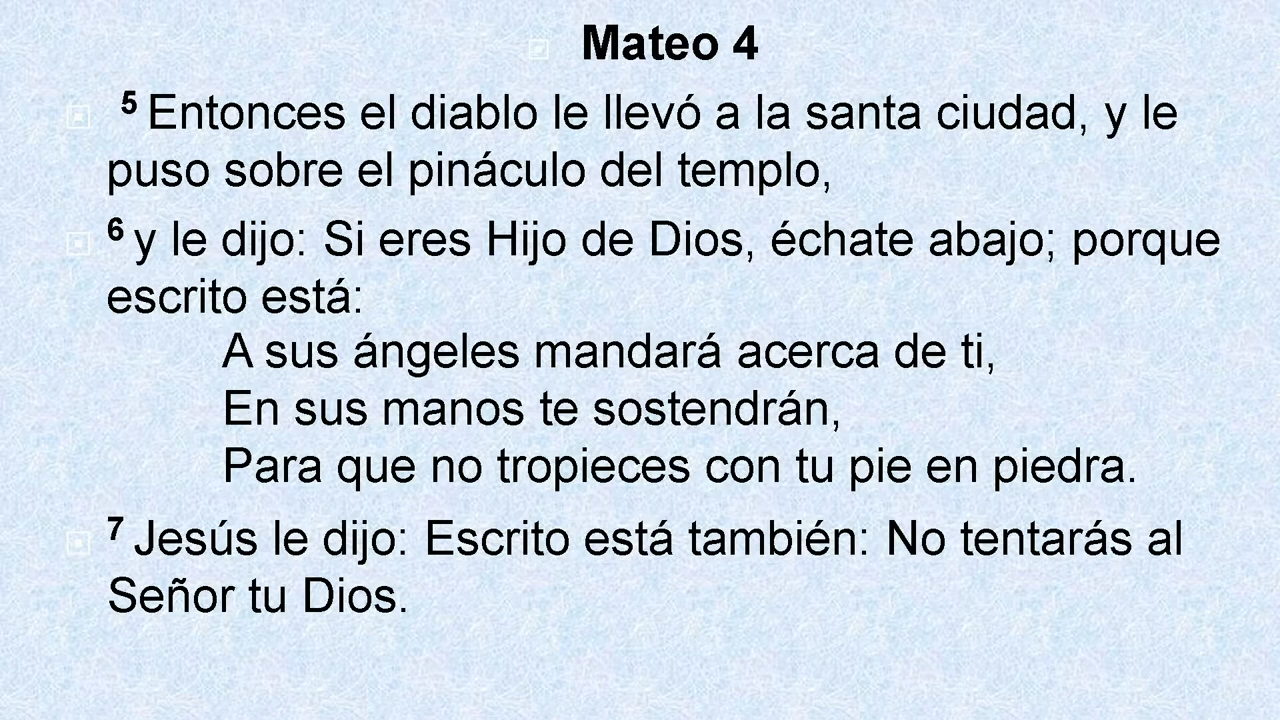 Mateo 4
5 Entonces el diablo le llevó a la santa ciudad, y le
puso sobre el pináculo del templo,
6 y le dijo: Si eres Hijo de Dios, échate abajo; porque
escrito está:
A sus ángeles mandará acerca de ti,
En sus manos te sostendrán,
Para que no tropieces con tu pie en piedra.
7 Jesús le dijo: Escrito está también: No tentarás al
Señor tu Dios.